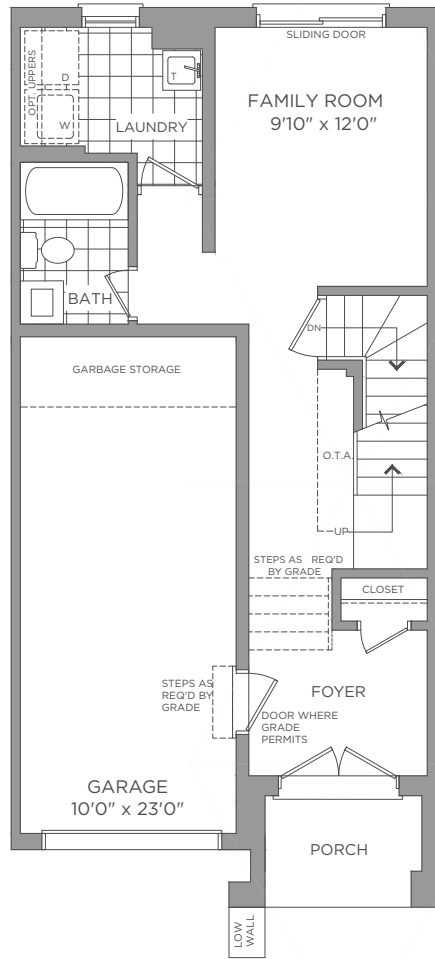 SLIDING DOOR
OPT. UPPERS
D
W
T
LAUNDRY
FAMILY ROOM
9'10" x 12'0"
BATH
DN
GARBAGE STORAGE
O.T.A.
UP
STEPS AS REQ'D
BY GRADE
CLOSET
STEPS AS
REQ'D BY
GRADE
FOYER
DOOR WHERE
GRADE
PERMITS
GARAGE
10'0" x 23'0"
PORCH
LOW
WALL